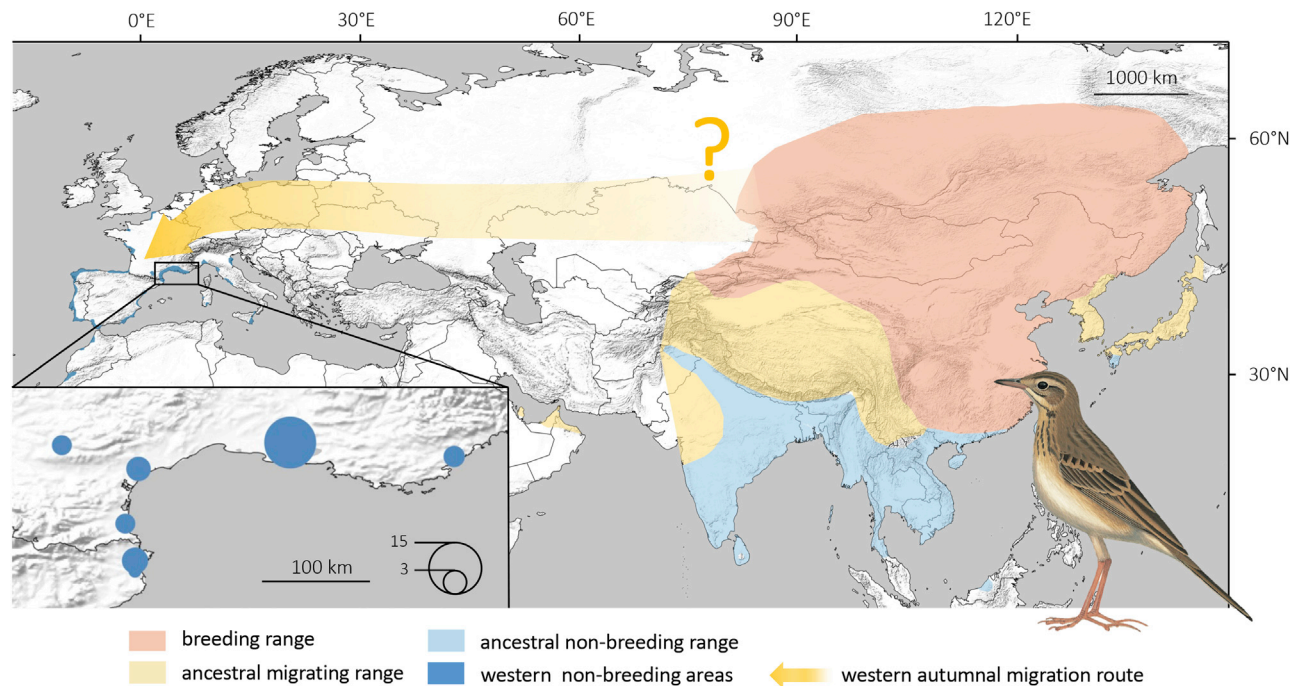 0°E 30°E 60°E 90°E 120°E
1000 km
?
60°N
30°N
15
3
100 km
breeding range
ancestral non-breeding range
ancestral migrating range
western non-breeding areas
western autumnal migration route